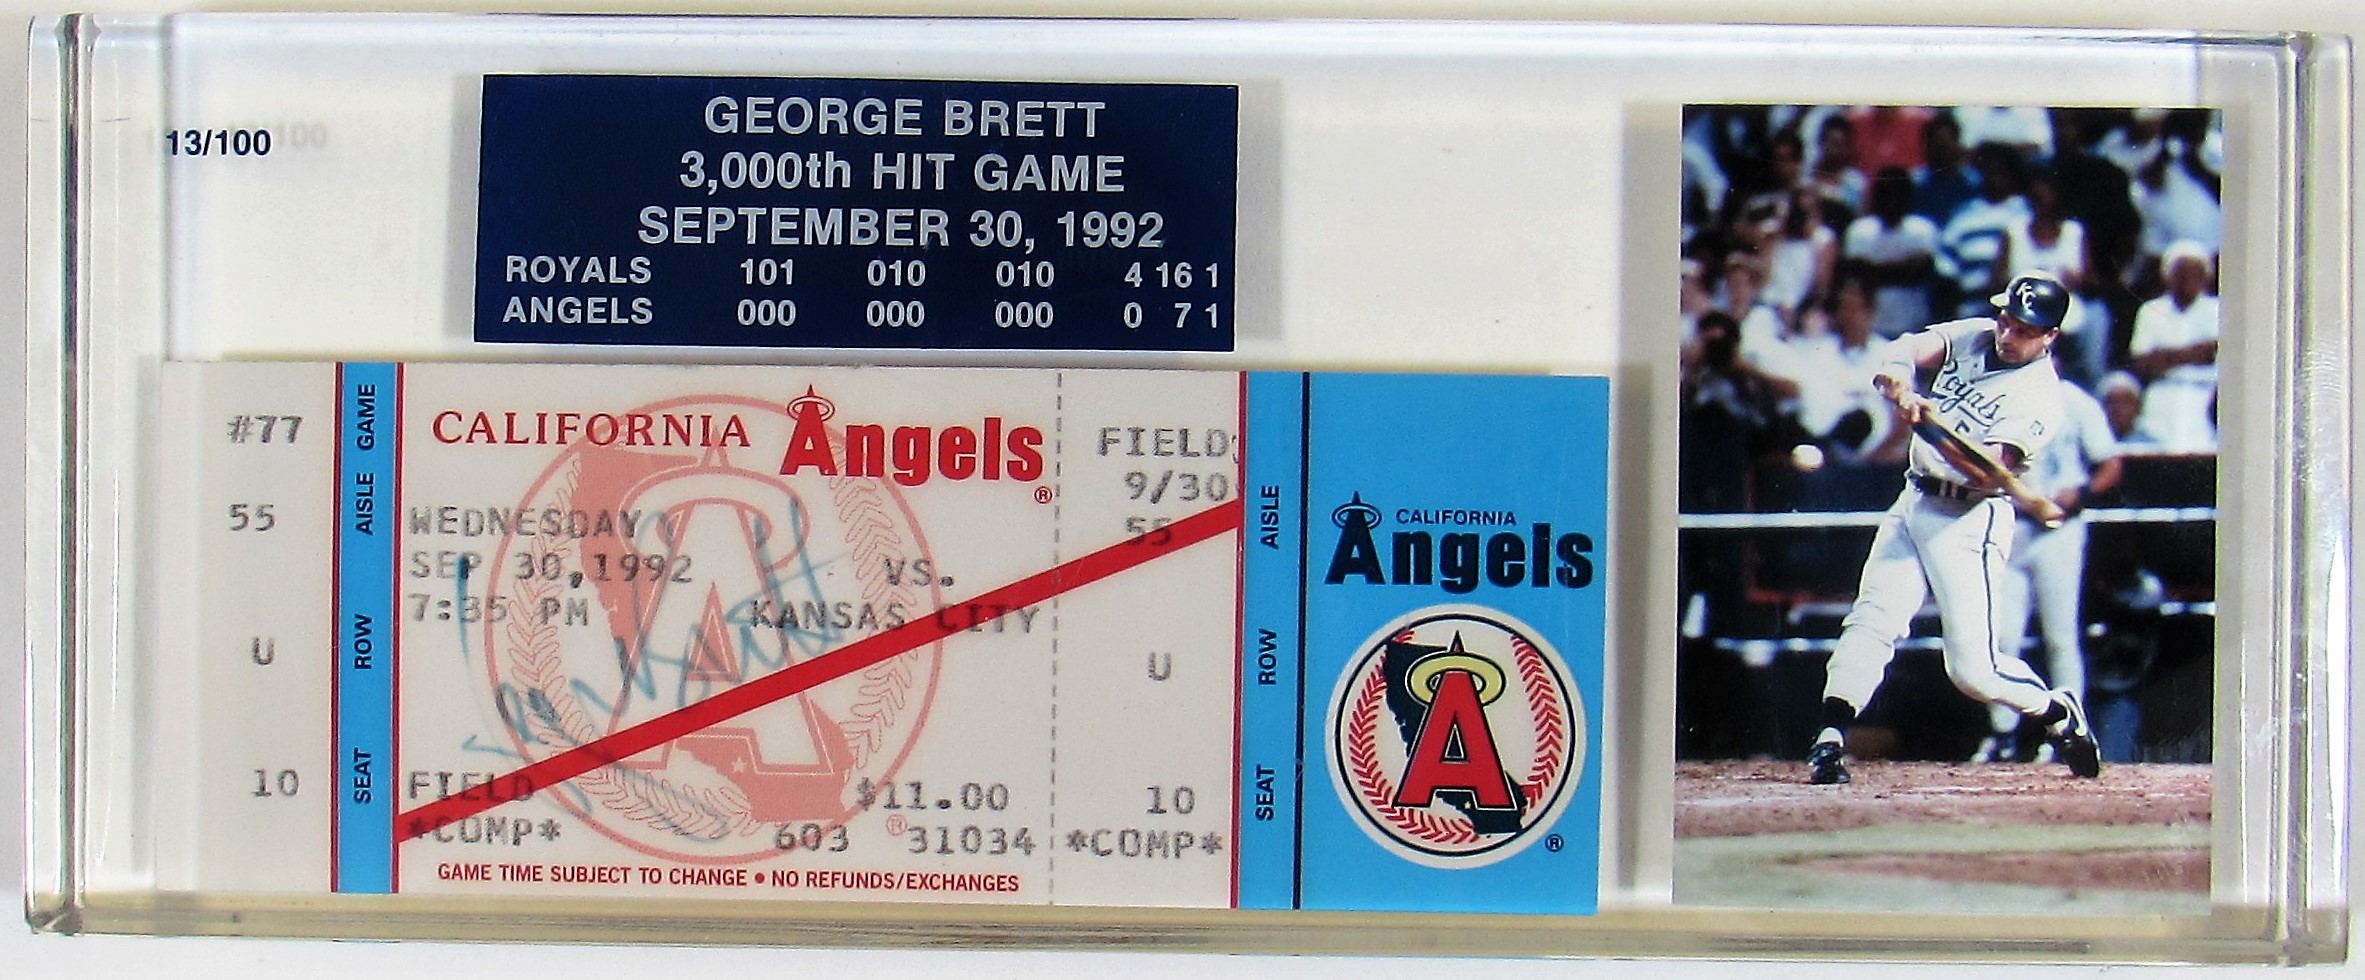 13/100
GEORGE BRETT
3,000th HIT GAME
SEPTEMBER 30, 1992
ROYALS 101 010 010 4 16 1
ANGELS 000 000 000 0 7 1
#77
55
U
10
GAME
AISLE
ROW
SEAT
CALIFORNIA Angels®
WEDNESDAY
SEP 30,1992 VS.
7:35 PM KANSAS CITY
FIELD $11.00
*COMP* 603 ® 31034
GAME TIME SUBJECT TO CHANGE • NO REFUNDS/EXCHANGES
FIELD
9/30
55
U
10
*COMP*
AISLE
ROW
SEAT
CALIFORNIA
Angels
A
®
KC
Royals